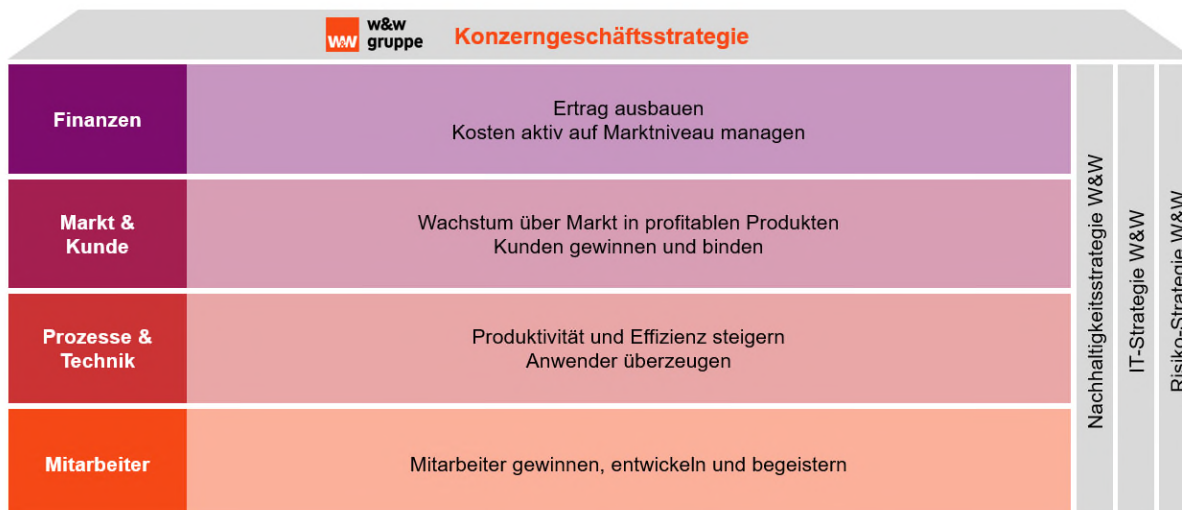 W&W
w&w
gruppe
Konzerngeschäftsstrategie
Finanzen
Ertrag ausbauen
Kosten aktiv auf Marktniveau managen
Markt &
Kunde
Wachstum über Markt in profitablen Produkten
Kunden gewinnen und binden
Prozesse &
Technik
Produktivität und Effizienz steigern
Anwender überzeugen
Mitarbeiter
Mitarbeiter gewinnen, entwickeln und begeistern
Nachhaltigkeitsstrategie W&W
IT-Strategie W&W
Risiko-Strategie W&W